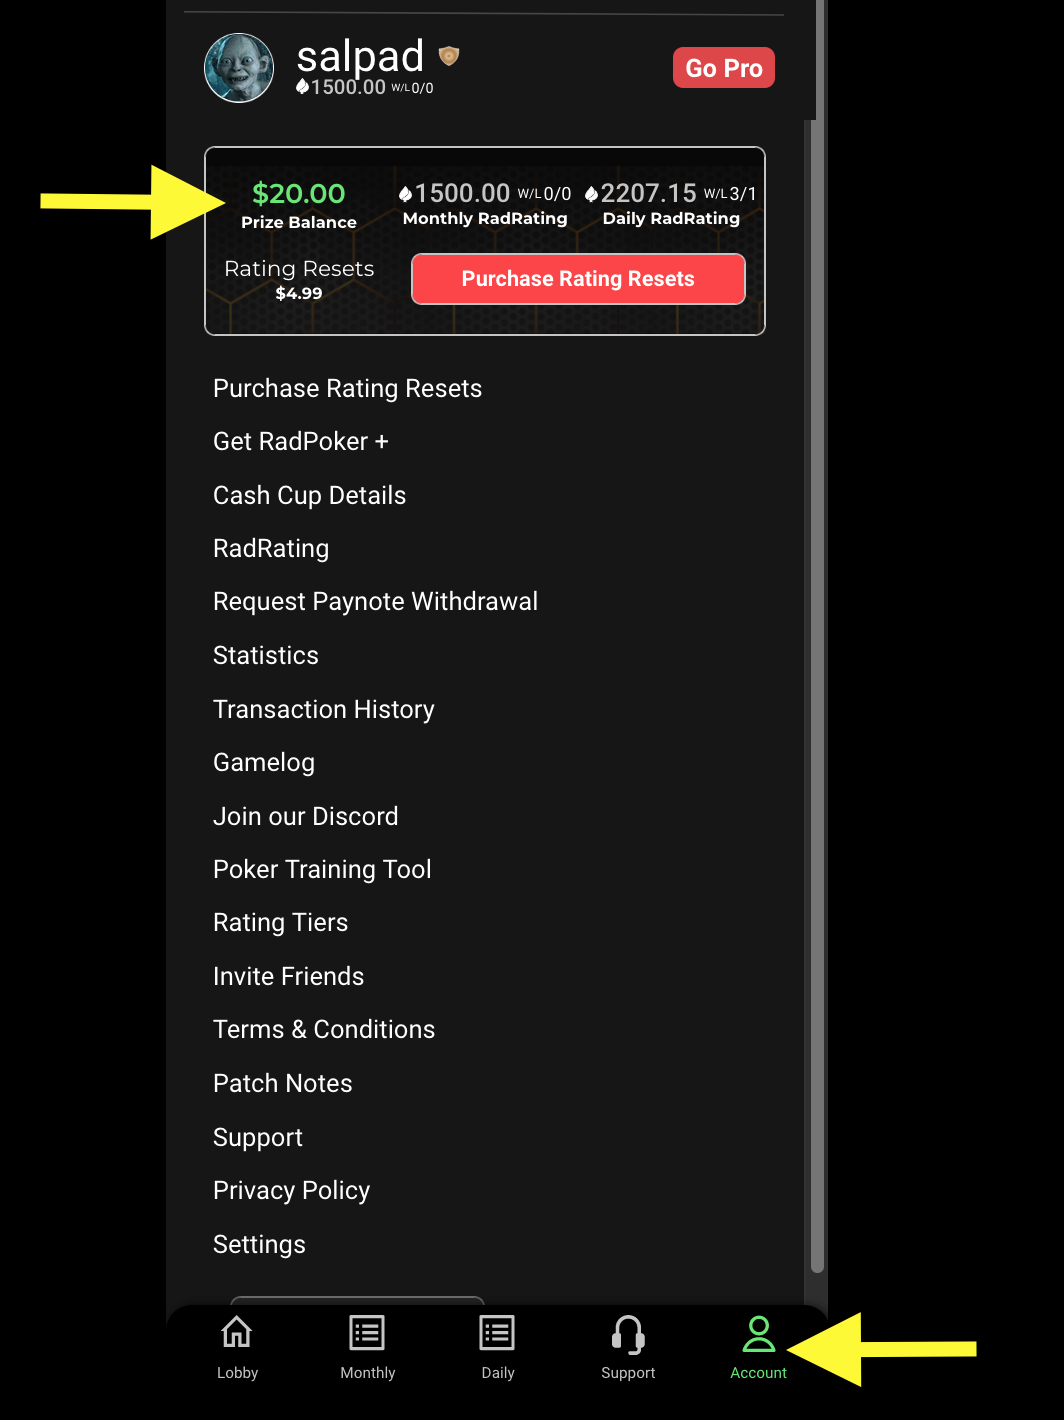 salpad
1500.00 W/L 0/0
Go Pro
$20.00
Prize Balance
1500.00 W/L 0/0
Monthly RadRating
2207.15 W/L 3/1
Daily RadRating
Rating Resets
$4.99
Purchase Rating Resets
Purchase Rating Resets
Get RadPoker +
Cash Cup Details
RadRating
Request Paynote Withdrawal
Statistics
Transaction History
Gamelog
Join our Discord
Poker Training Tool
Rating Tiers
Invite Friends
Terms & Conditions
Patch Notes
Support
Privacy Policy
Settings
Lobby
Monthly
Daily
Support
Account